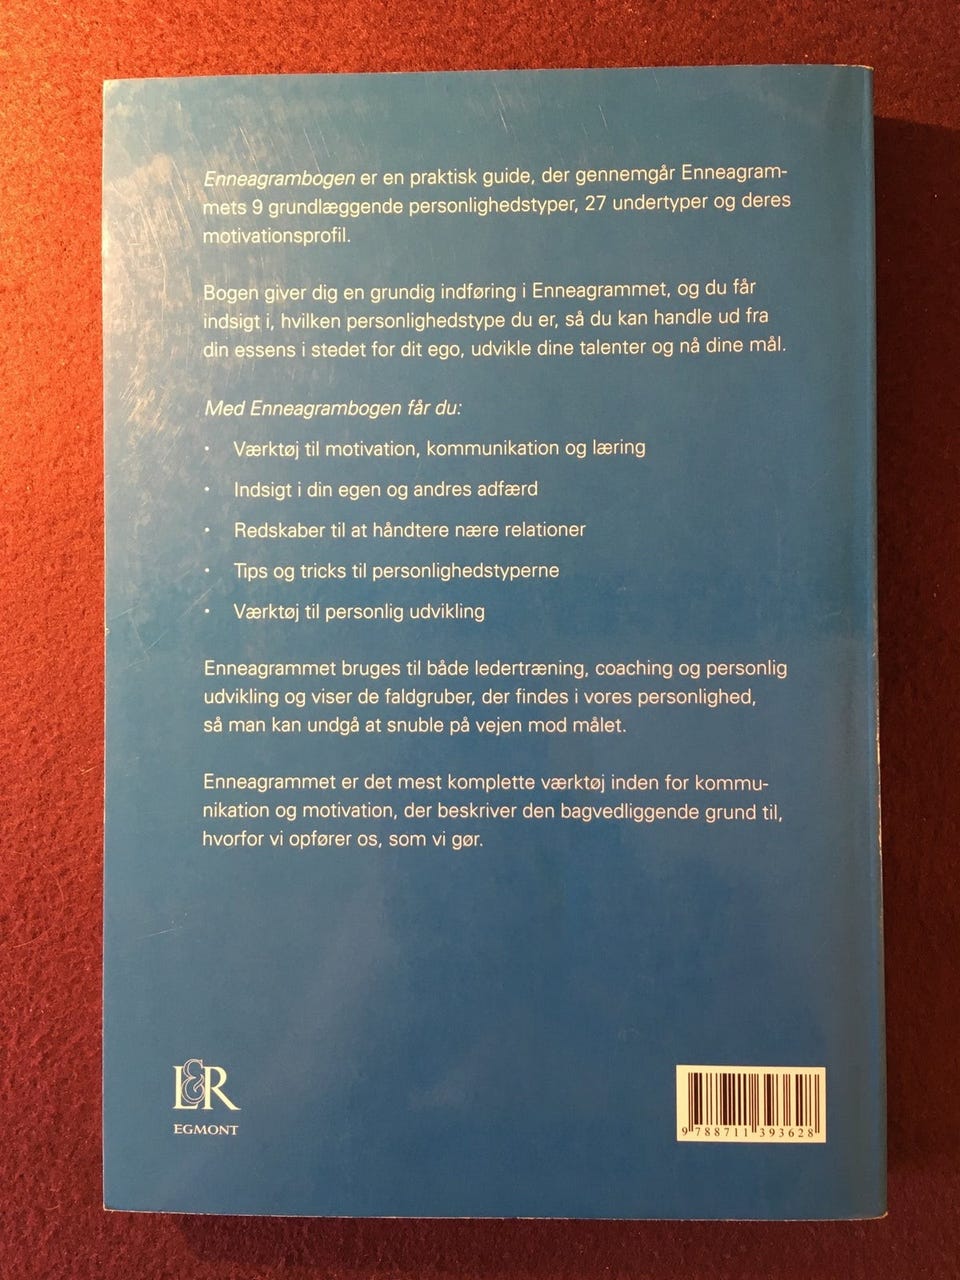 Enneagrambogen er en praktisk guide, der gennemgår Enneagram-
mets 9 grundlæggende personlighedstyper, 27 undertyper og deres
motivationsprofil.
Bogen giver dig en grundig indføring i Enneagrammet, og du får
indsigt i, hvilken personlighedstype du er, så du kan handle ud fra
din essens i stedet for dit ego, udvikle dine talenter og nå dine mål.
Med Enneagrambogen får du:
• Værktøj til motivation, kommunikation og læring
• Indsigt i din egen og andres adfærd
• Redskaber til at håndtere nære relationer
• Tips og tricks til personlighedstyperne
• Værktøj til personlig udvikling
Enneagrammet bruges til både ledertræning, coaching og personlig
udvikling og viser de faldgruber, der findes i vores personlighed,
så man kan undgå at snuble på vejen mod målet.
Enneagrammet er det mest komplette værktøj inden for kommu-
nikation og motivation, der beskriver den bagvedliggende grund til,
hvorfor vi opfører os, som vi gør.
L&R
EGMONT
9 788711 393628